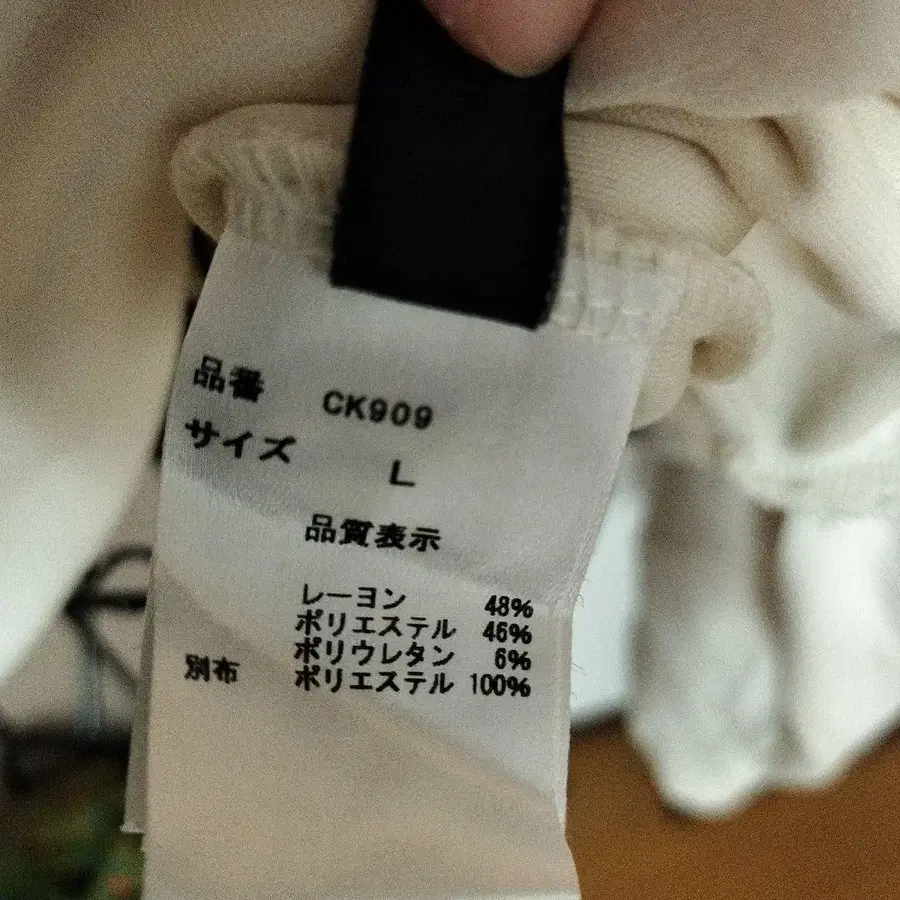 品番 CK909
サイズ L
品質表示
レーヨン 48%
ポリエステル 46%
ポリウレタン 6%
別布 ポリエステル 100%